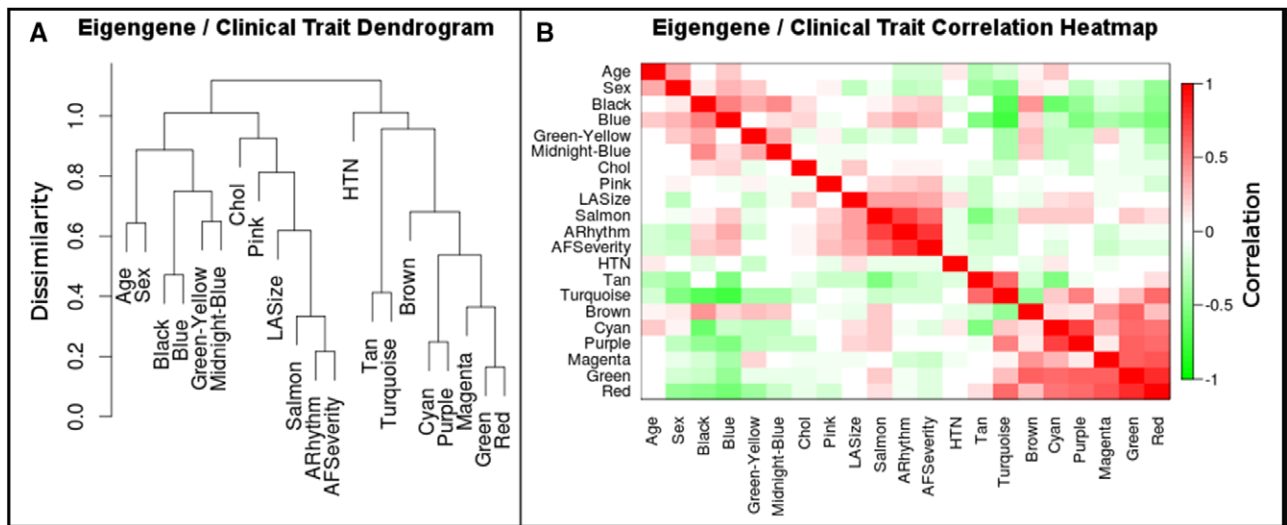 A Eigengene / Clinical Trait Dendrogram
Dissimilarity
1.0
0.8
0.6
0.4
0.2
0.0
Age
Sex
Black
Blue
Green-Yellow
Midnight-Blue
Chol
Pink
LASize
Salmon
ARhythm
AFSeverity
HTN
Tan
Turquoise
Brown
Cyan
Purple
Magenta
Green
Red
B Eigengene / Clinical Trait Correlation Heatmap
Age
Sex
Black
Blue
Green-Yellow
Midnight-Blue
Chol
Pink
LASize
Salmon
ARhythm
AFSeverity
HTN
Tan
Turquoise
Brown
Cyan
Purple
Magenta
Green
Red
Age
Sex
Black
Blue
Green-Yellow
Midnight-Blue
Chol
Pink
LASize
Salmon
ARhythm
AFSeverity
HTN
Tan
Turquoise
Brown
Cyan
Purple
Magenta
Green
Red
1
0.5
0
-0.5
-1
Correlation